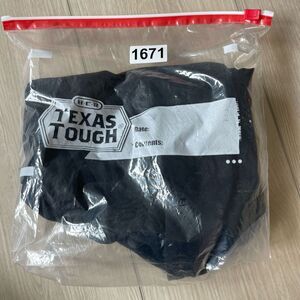 1671
H-E-B
TEXAS
TOUGH
Date:
Contents: